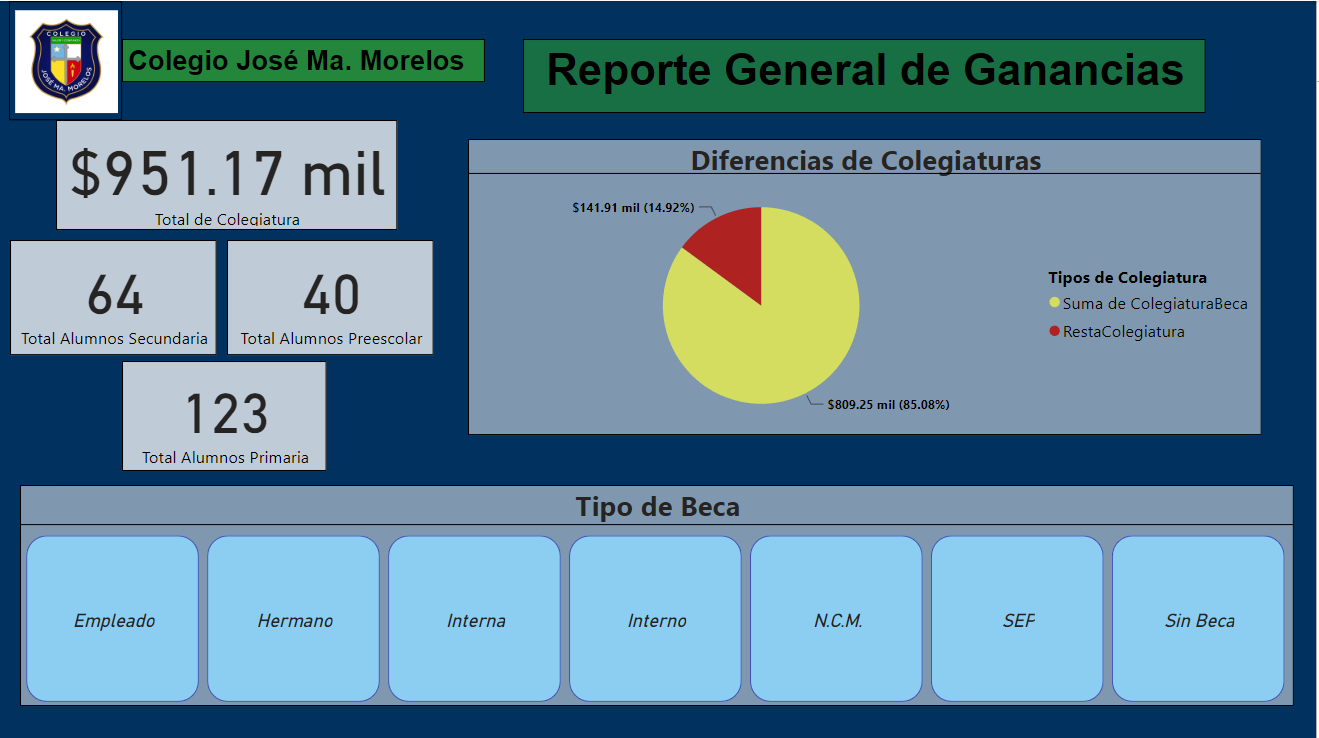 COLEGIO
JOSÉ MA. MORELOS
Colegio José Ma. Morelos
Reporte General de Ganancias
$951.17 mil
Total de Colegiatura
64
Total Alumnos Secundaria
40
Total Alumnos Preescolar
123
Total Alumnos Primaria
Diferencias de Colegiaturas
$141.91 mil (14.92%)
$809.25 mil (85.08%)
Tipos de Colegiatura
Suma de ColegiaturaBeca
RestaColegiatura
Tipo de Beca
Empleado
Hermano
Interna
Interno
N.C.M.
SEP
Sin Beca